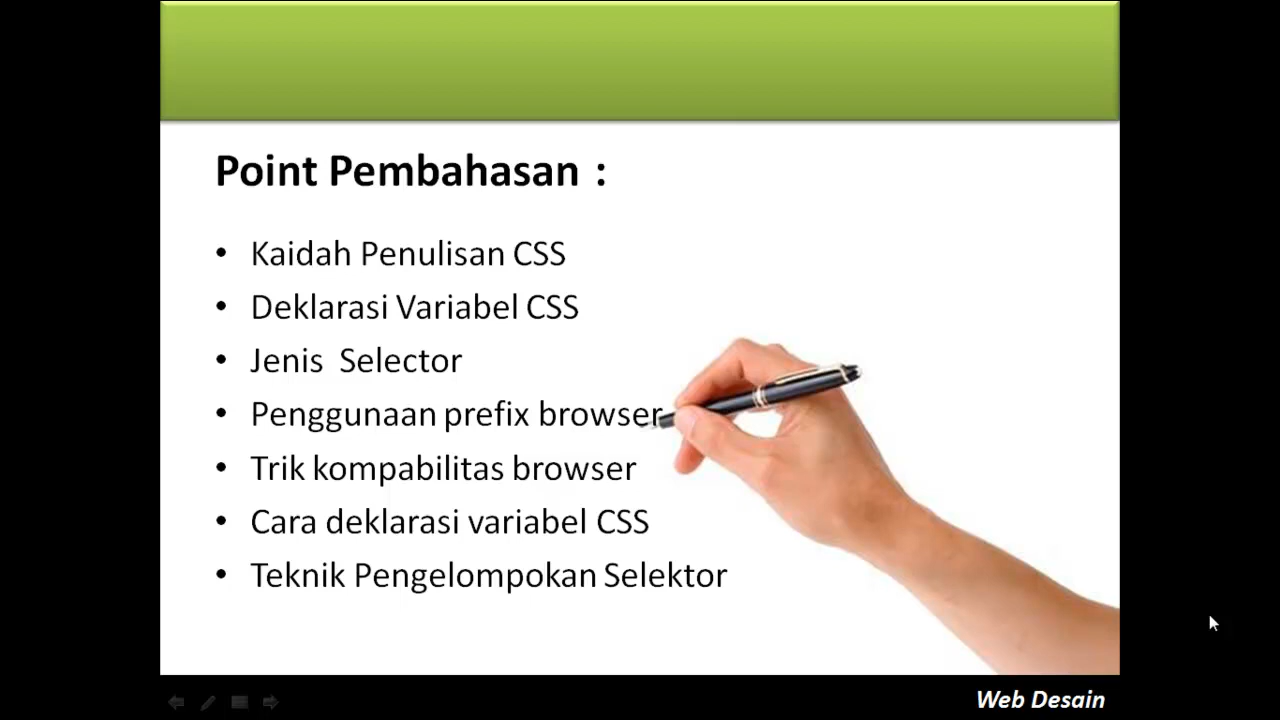 Point Pembahasan :
• Kaidah Penulisan CSS
• Deklarasi Variabel CSS
• Jenis Selector
• Penggunaan prefix browser
• Trik kompabilitas browser
• Cara deklarasi variabel CSS
• Teknik Pengelompokan Selektor
Web Desain